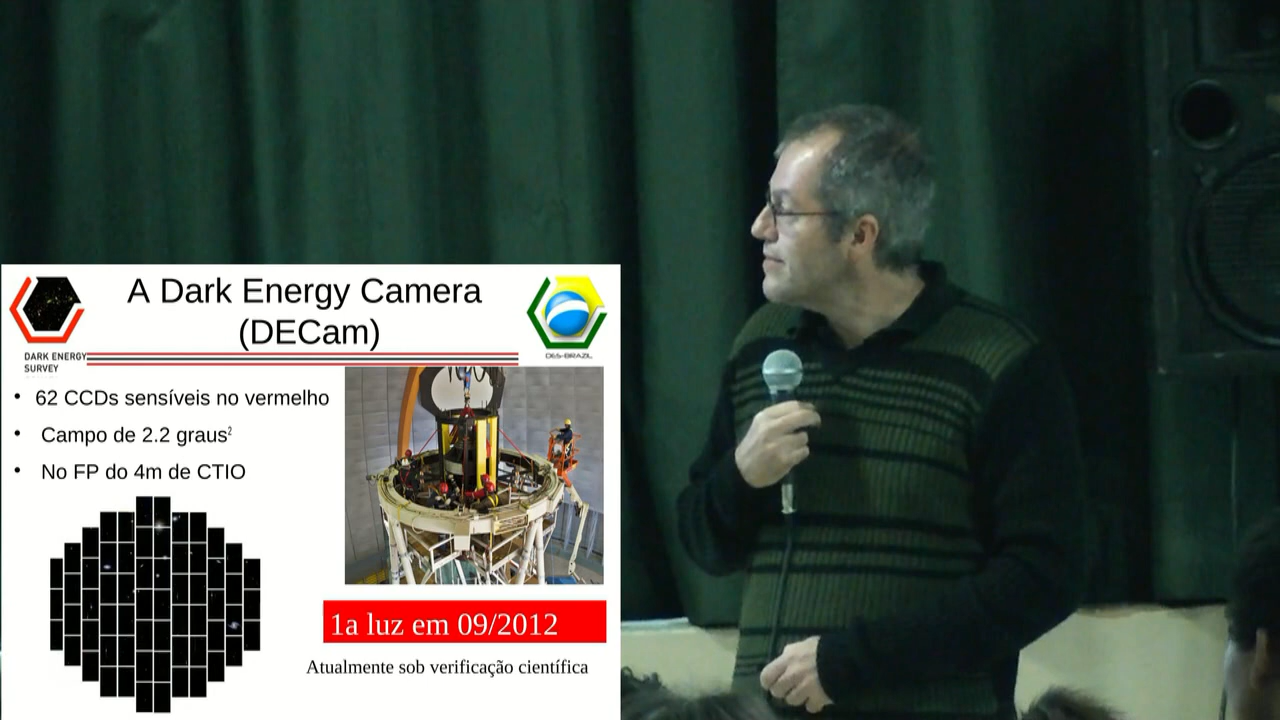 A Dark Energy Camera
(DECam)
DARK ENERGY
SURVEY
DES-BRAZIL
• 62 CCDs sensíveis no vermelho
• Campo de 2.2 graus²
• No FP do 4m de CTIO
1a luz em 09/2012
Atualmente sob verificação científica